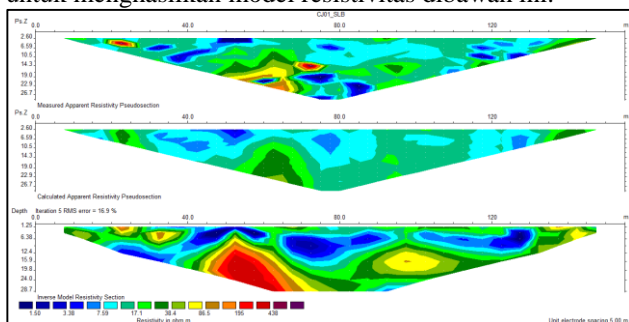 untuk menghasilkan model resistivitas dibawah ini.
CJ01_SLB
Ps.Z 0.0 40.0 80.0 120 m
2.60
6.59
10.5
14.3
19.0
22.9
26.7
Measured Apparent Resistivity Pseudosection
Ps.Z 0.0 40.0 80.0 120 m
2.60
6.59
10.5
14.3
19.0
22.9
26.7
Calculated Apparent Resistivity Pseudosection
Depth Iteration 5 RMS error = 16.9 %
0.0 40.0 80.0 120 m
1.25
6.38
12.4
15.9
19.8
24.0
28.7
Inverse Model Resistivity Section
1.50 3.38 7.59 17.1 38.4 86.5 195 438
Resistivity in ohm.m
Unit electrode spacing 5.00 m